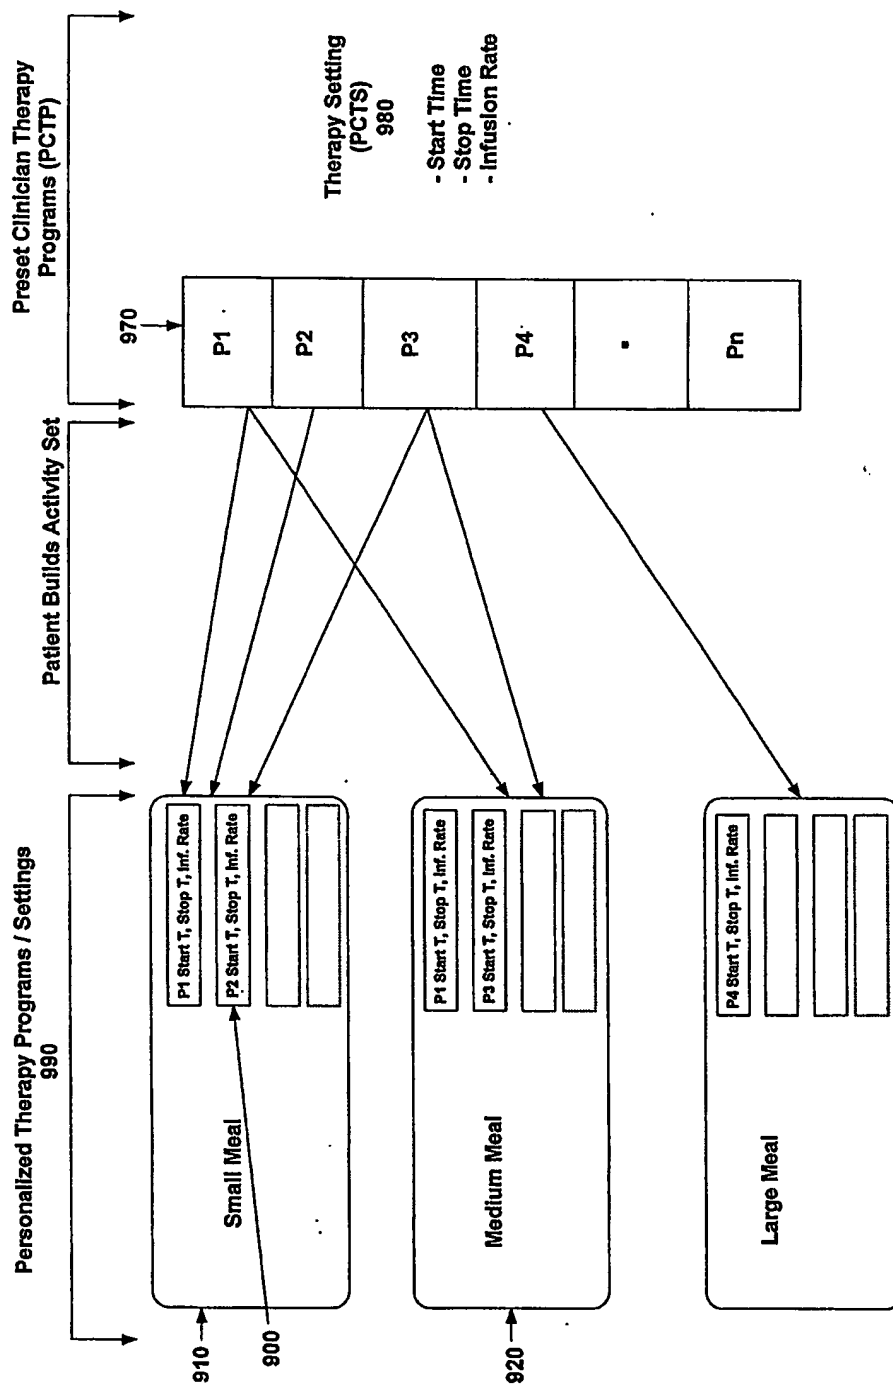 Personalized Therapy Programs / Settings
990
Patient Builds Activity Set
Preset Clinician Therapy
Programs (PCTP)
910
900
Small Meal
P1 Start T, Stop T, Inf. Rate
P2 Start T, Stop T, Inf. Rate
920
Medium Meal
P1 Start T, Stop T, Inf. Rate
P3 Start T, Stop T, Inf. Rate
Large Meal
P4 Start T, Stop T, Inf. Rate
970
P1
P2
P3
P4
Pn
Therapy Setting
(PCTS)
980
- Start Time
- Stop Time
- Infusion Rate